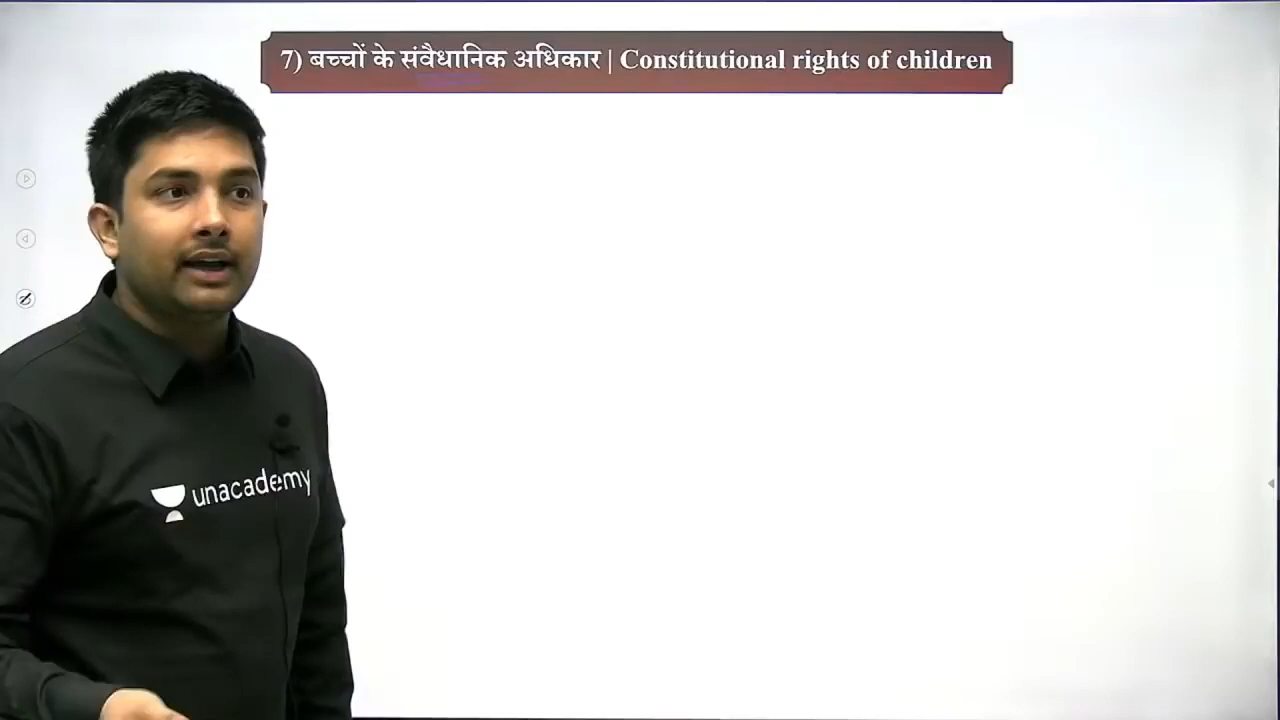 7) बच्चों के संवैधानिक अधिकार | Constitutional rights of children
unacademy